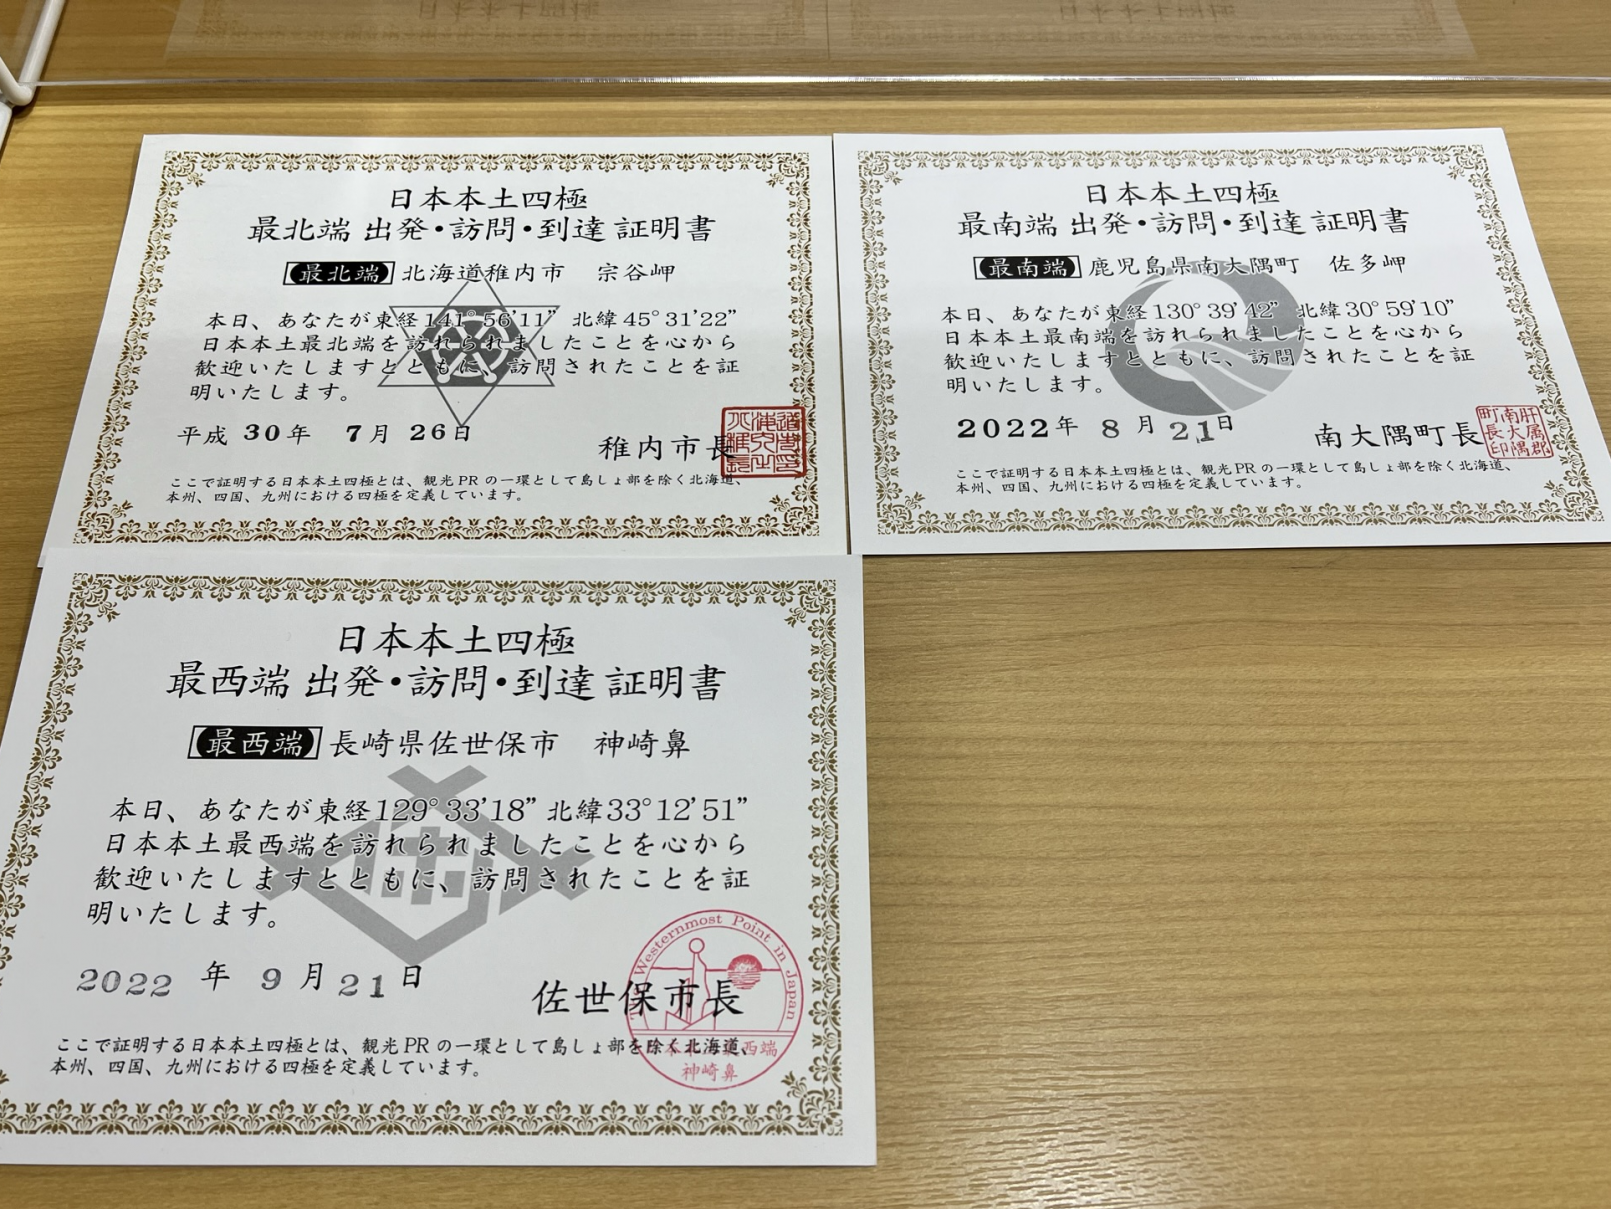 日本本土四極
最北端 出発・訪問・到達 証明書
【最北端】北海道稚内市 宗谷岬
本日、あなたが東経141°56'11” 北緯45°31'22”
日本本土最北端を訪れられましたことを心から
歓迎いたしますとともに、訪問されたことを証
明いたします。
平成 30年 7月 26日
稚内市長
ここで証明する日本本土四極とは、観光PRの一環として島しょ部を除く北海道、
本州、四国、九州における四極を定義しています。
日本本土四極
最南端 出発・訪問・到達 証明書
【最南端】鹿児島県南大隅町 佐多岬
本日、あなたが東経130°39'42” 北緯30°59'10”
日本本土最南端を訪れられましたことを心から
歓迎いたしますとともに、訪問されたことを証
明いたします。
2022年 8月 21日
南大隅町長
肝属郡
南大隅
町長印
ここで証明する日本本土四極とは、観光PRの一環として島しょ部を除く北海道、
本州、四国、九州における四極を定義しています。
日本本土四極
最西端 出発・訪問・到達 証明書
【最西端】長崎県佐世保市 神崎鼻
本日、あなたが東経129°33'18” 北緯33°12'51”
日本本土最西端を訪れられましたことを心から
歓迎いたしますとともに、訪問されたことを証
明いたします。
2022 年 9月 21日
佐世保市長
The Westernmost Point in Japan
日本本土最西端
神崎鼻
ここで証明する日本本土四極とは、観光PRの一環として島しょ部を除く北海道、
本州、四国、九州における四極を定義しています。